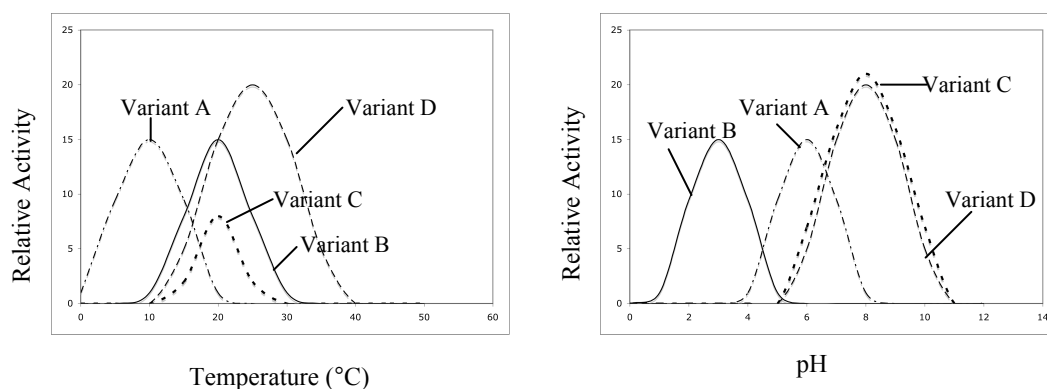 Relative Activity
25
20
15
10
5
0
Variant A
Variant D
Variant C
Variant B
0 10 20 30 40 50 60
Temperature (°C)
Relative Activity
25
20
15
10
5
0
Variant C
Variant A
Variant B
Variant D
0 2 4 6 8 10 12 14
pH